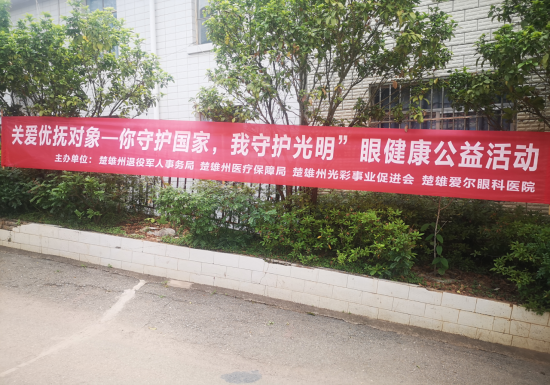 关爱优抚对象—你守护国家，我守护光明”眼健康公益活动
主办单位：楚雄州退役军人事务局 楚雄州医疗保障局 楚雄州光彩事业促进会 楚雄爱尔眼科医院